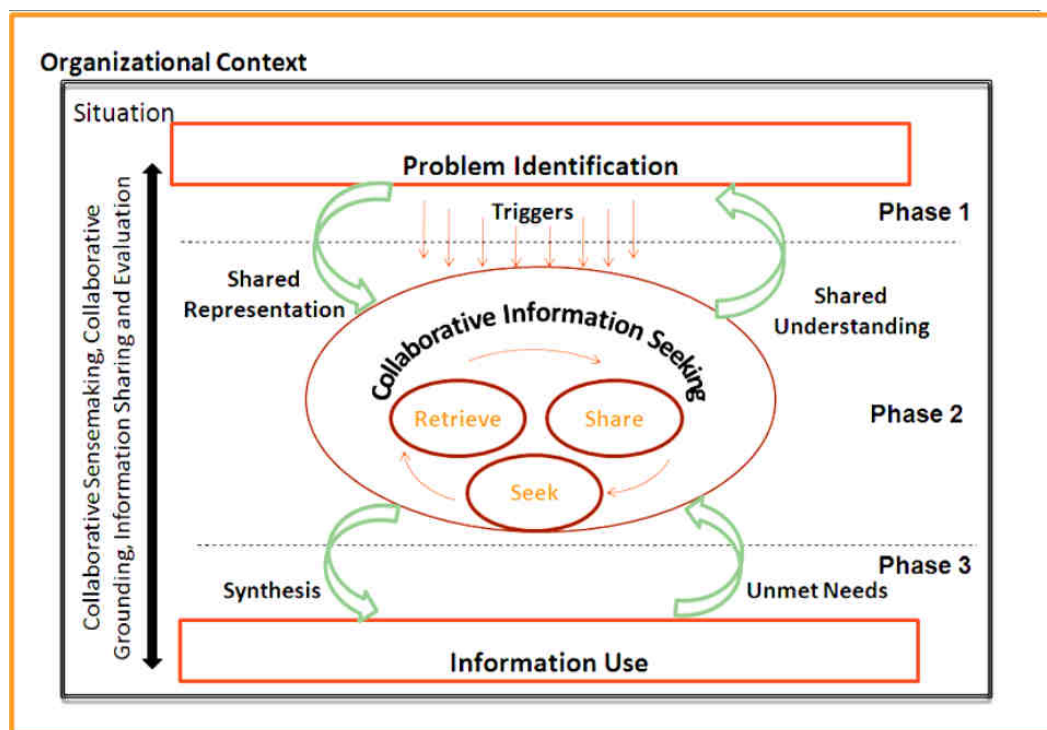 Organizational Context
Situation
Problem Identification
Triggers
Phase 1
Shared
Representation
Shared
Understanding
Collaborative Information Seeking
Retrieve
Share
Seek
Phase 2
Collaborative Sensemaking, Collaborative
Grounding, Information Sharing and Evaluation
Phase 3
Synthesis
Unmet Needs
Information Use